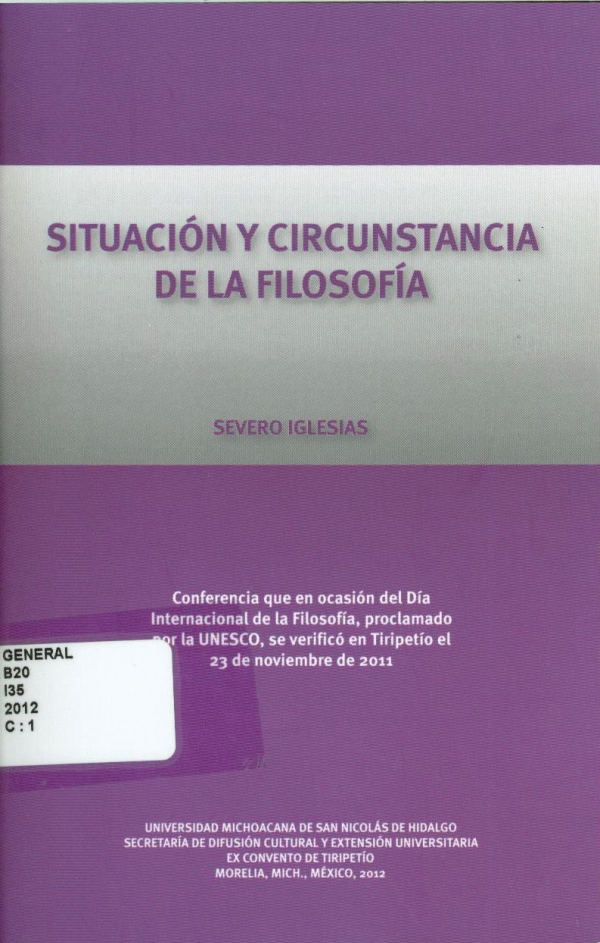 SITUACIÓN Y CIRCUNSTANCIA
DE LA FILOSOFÍA
SEVERO IGLESIAS
Conferencia que en ocasión del Día
Internacional de la Filosofía, proclamado
por la UNESCO, se verificó en Tiripetío el
23 de noviembre de 2011
GENERAL
B20
I35
2012
C : 1
UNIVERSIDAD MICHOACANA DE SAN NICOLÁS DE HIDALGO
SECRETARÍA DE DIFUSIÓN CULTURAL Y EXTENSIÓN UNIVERSITARIA
EX CONVENTO DE TIRIPETÍO
MORELIA, MICH., MÉXICO, 2012